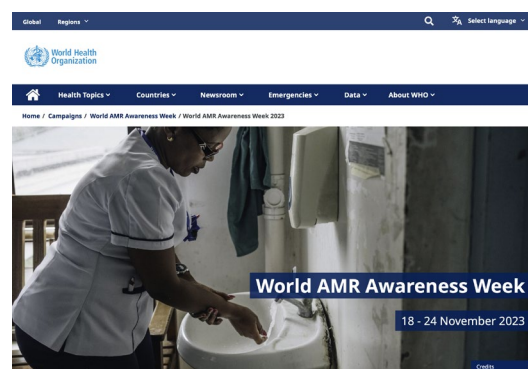 Global Regions Select language
World Health
Organization
Health Topics Countries Newsroom Emergencies Data About WHO
Home / Campaigns / World AMR Awareness Week / World AMR Awareness Week 2023
World AMR Awareness Week
18 - 24 November 2023
Credits